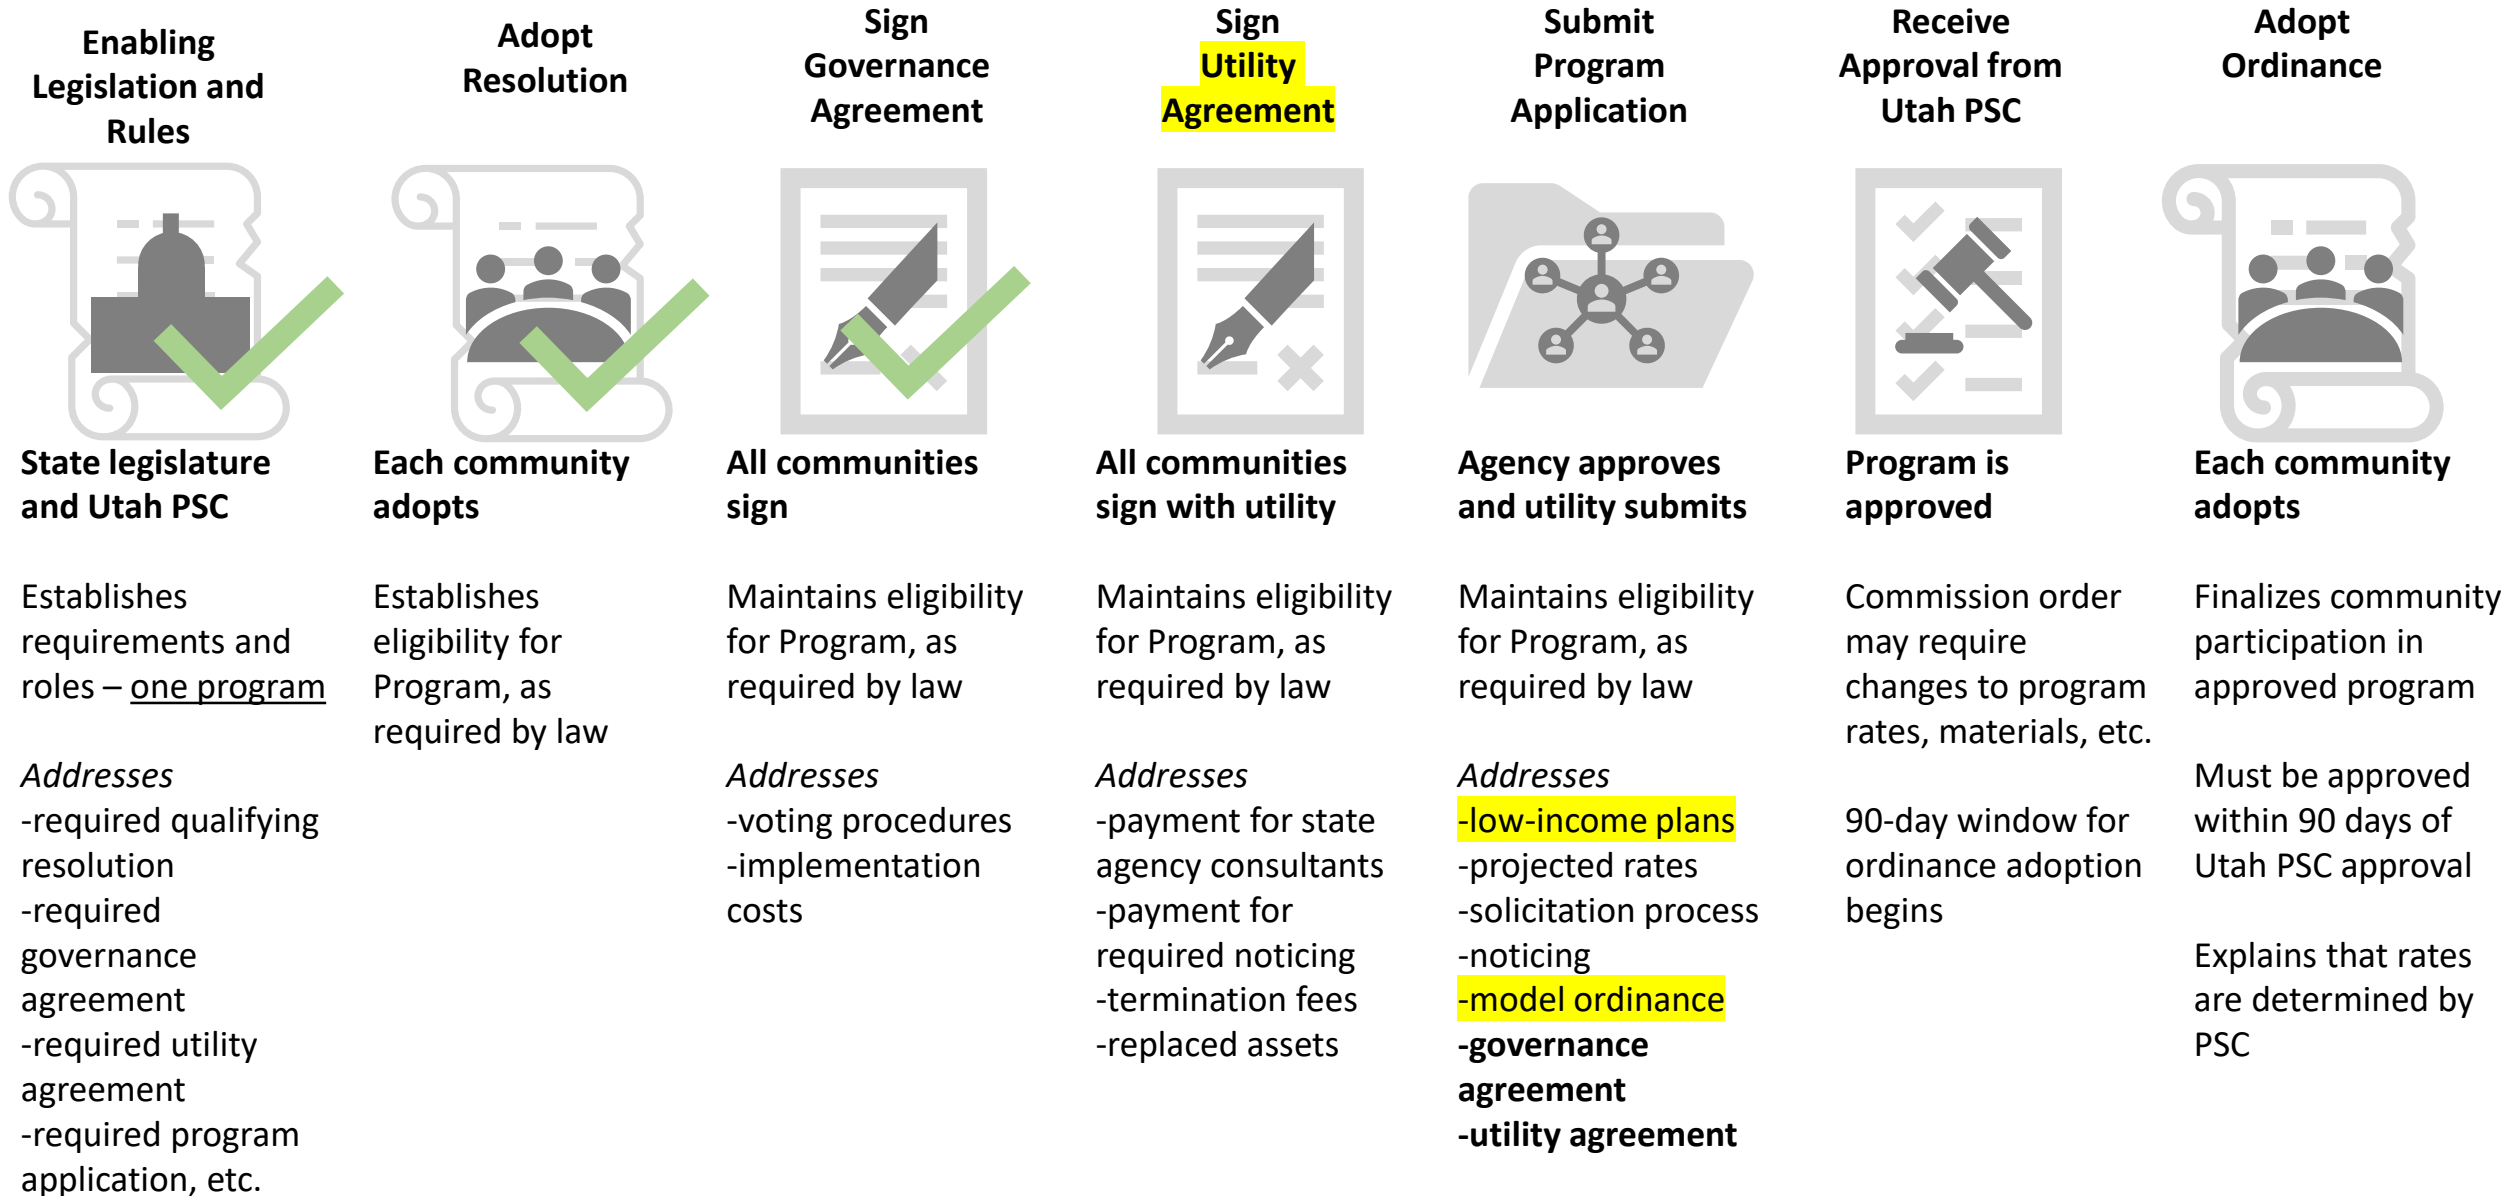 Enabling
Legislation and
Rules
State legislature
and Utah PSC
Establishes
requirements and
roles – one program
Addresses
-required qualifying
resolution
-required
governance
agreement
-required utility
agreement
-required program
application, etc.
Adopt
Resolution
Each community
adopts
Establishes
eligibility for
Program, as
required by law
Sign
Governance
Agreement
All communities
sign
Maintains eligibility
for Program, as
required by law
Addresses
-voting procedures
-implementation
costs
Sign
Utility
Agreement
All communities
sign with utility
Maintains eligibility
for Program, as
required by law
Addresses
-payment for state
agency consultants
-payment for
required noticing
-termination fees
-replaced assets
Submit
Program
Application
Agency approves
and utility submits
Maintains eligibility
for Program, as
required by law
Addresses
-low-income plans
-projected rates
-solicitation process
-noticing
-model ordinance
-governance
agreement
-utility agreement
Receive
Approval from
Utah PSC
Program is
approved
Commission order
may require
changes to program
rates, materials, etc.
90-day window for
ordinance adoption
begins
Adopt
Ordinance
Each community
adopts
Finalizes community
participation in
approved program
Must be approved
within 90 days of
Utah PSC approval
Explains that rates
are determined by
PSC